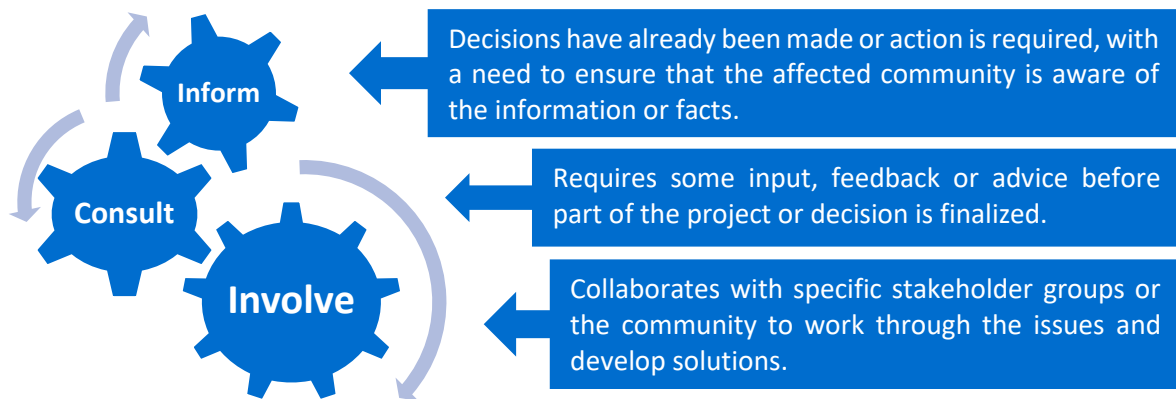 Inform
Decisions have already been made or action is required, with
a need to ensure that the affected community is aware of
the information or facts.
Consult
Requires some input, feedback or advice before
part of the project or decision is finalized.
Involve
Collaborates with specific stakeholder groups or
the community to work through the issues and
develop solutions.